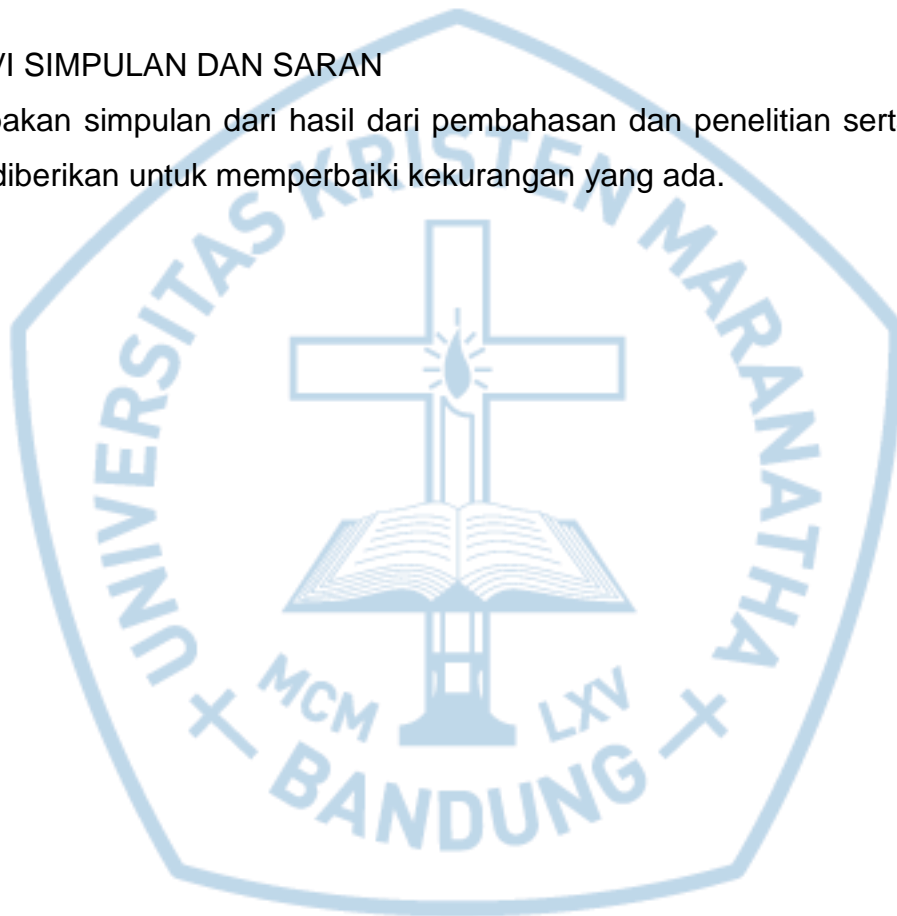 VI SIMPULAN DAN SARAN
pakan simpulan dari hasil dari pembahasan dan penelitian sert
diberikan untuk memperbaiki kekurangan yang ada.
UNIVERSITAS KRISTEN MARANATHA
MCM LXV
BANDUNG